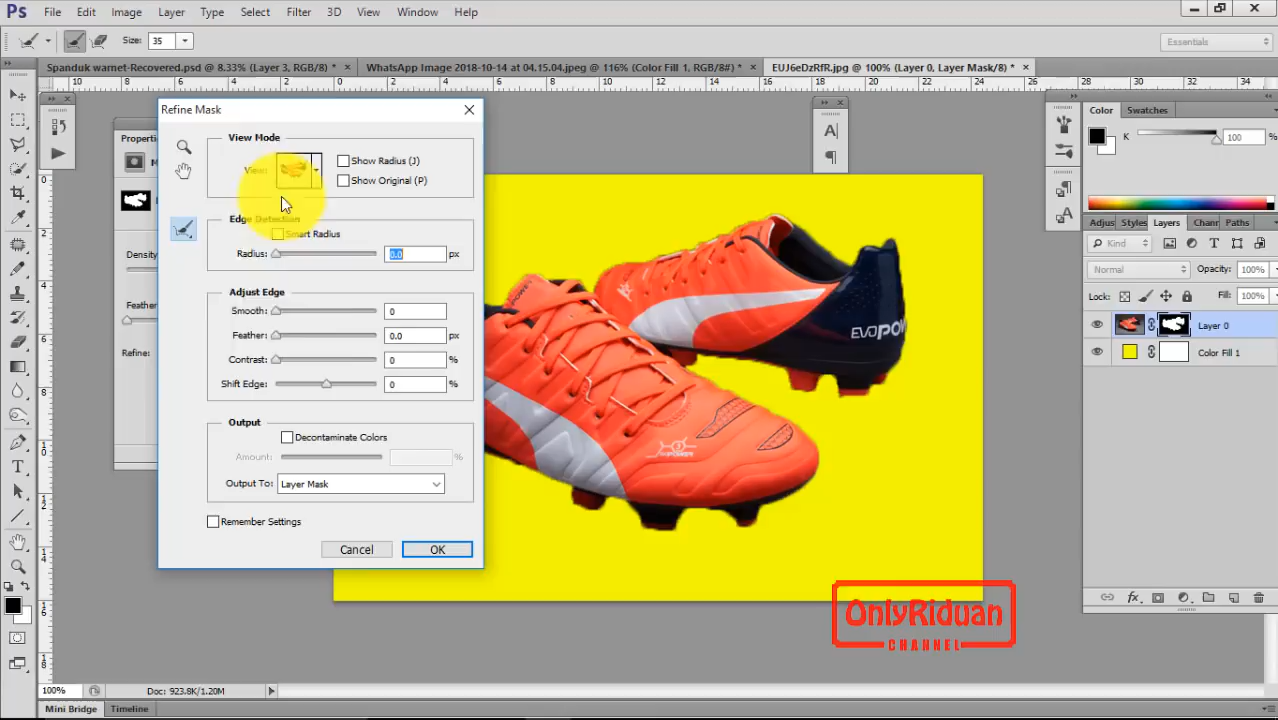 Ps File Edit Image Layer Type Select Filter 3D View Window Help
Size: 35 Essentials
Spanduk warnet-Recovered.psd @ 8.33% (Layer 3, RGB/8) * × WhatsApp Image 2018-10-14 at 04.15.04.jpeg @ 116% (Color Fill 1, RGB/8#) * × EUJ6eDzRfR.jpg @ 100% (Layer 0, Layer Mask/8) * ×
Refine Mask
Properties
View Mode
View:
Show Radius (J)
Show Original (P)
Edge Detection
Smart Radius
Radius: 0.0 px
Density
Feather
Refine:
Adjust Edge
Smooth: 0
Feather: 0.0 px
Contrast: 0 %
Shift Edge: 0 %
Output
Decontaminate Colors
Amount: %
Output To: Layer Mask
Remember Settings
Cancel OK
Color Swatches
K 100 %
Adjus Styles Layers Chanr Paths
Kind
Normal Opacity: 100%
Lock: Fill: 100%
Layer 0
Color Fill 1
EVOPOW
OnlyRiduan
CHANNEL
100% Doc: 923.8K/1.20M
Mini Bridge Timeline